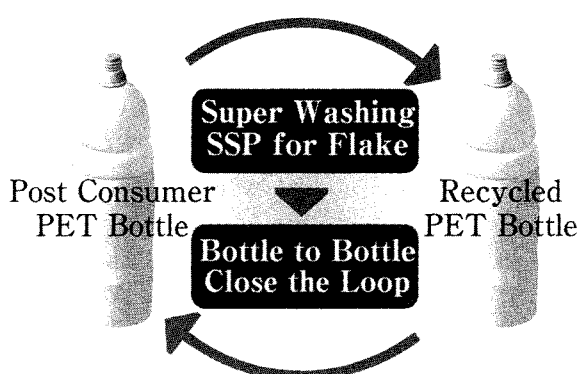 Super Washing
SSP for Flake
Post Consumer
PET Bottle
Recycled
PET Bottle
Bottle to Bottle
Close the Loop